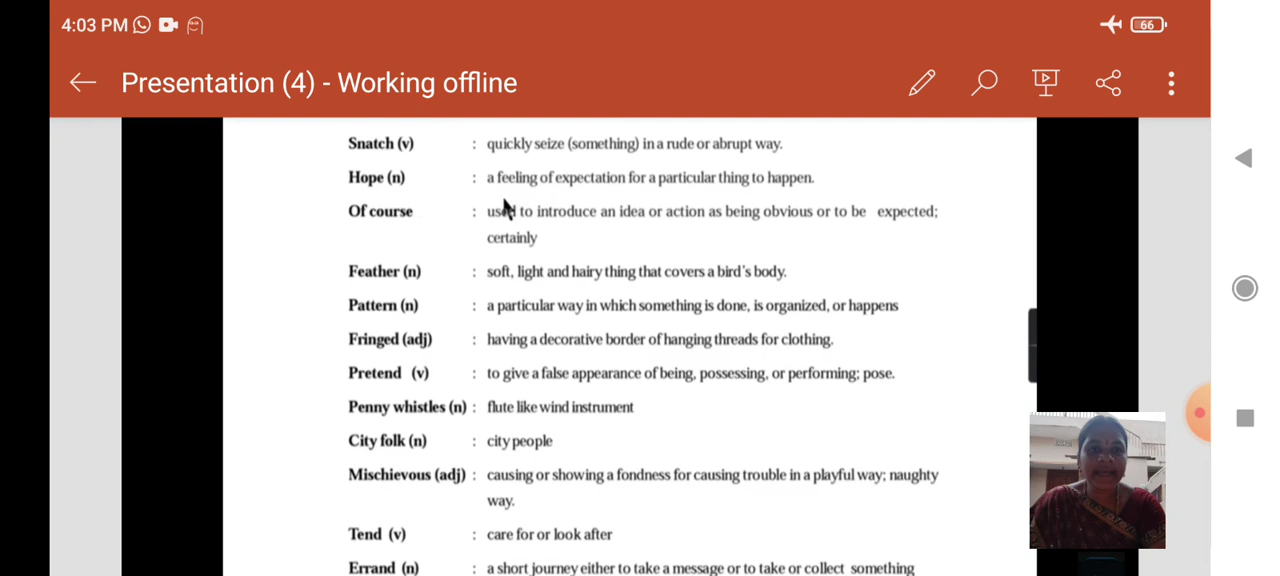 4:03 PM
66
Presentation (4) - Working offline
Snatch (v) : quickly seize (something) in a rude or abrupt way.
Hope (n) : a feeling of expectation for a particular thing to happen.
Of course : used to introduce an idea or action as being obvious or to be expected;
certainly
Feather (n) : soft, light and hairy thing that covers a bird's body.
Pattern (n) : a particular way in which something is done, is organized, or happens
Fringed (adj) : having a decorative border of hanging threads for clothing.
Pretend (v) : to give a false appearance of being, possessing, or performing; pose.
Penny whistles (n) : flute like wind instrument
City folk (n) : city people
Mischievous (adj) : causing or showing a fondness for causing trouble in a playful way; naughty
way.
Tend (v) : care for or look after
Errand (n) : a short journey either to take a message or to take or collect something